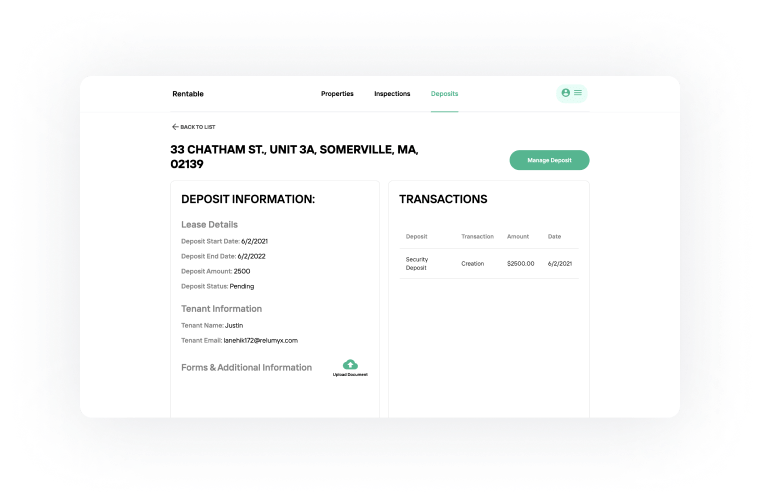 Rentable
Properties
Inspections
Deposits
BACK TO LIST
33 CHATHAM ST., UNIT 3A, SOMERVILLE, MA,
02139
Manage Deposit
DEPOSIT INFORMATION:
Lease Details
Deposit Start Date: 6/2/2021
Deposit End Date: 6/2/2022
Deposit Amount: 2500
Deposit Status: Pending
Tenant Information
Tenant Name: Justin
Tenant Email: lanehik172@relumyx.com
Forms & Additional Information
Upload Document
TRANSACTIONS
Deposit Transaction Amount Date
Security
Deposit
Creation $2500.00 6/2/2021